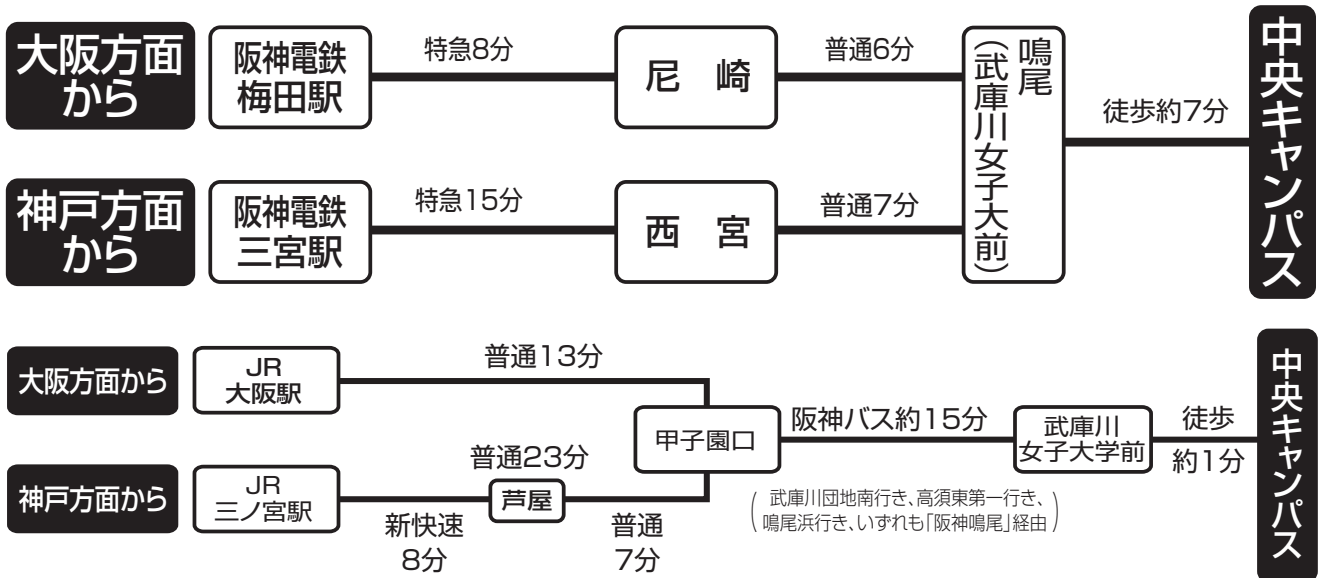 大阪方面
から
阪神電鉄
梅田駅
特急8分
尼崎
普通6分
鳴尾
(武庫川女子大前)
徒歩約7分
中央キャンパス
神戸方面
から
阪神電鉄
三宮駅
特急15分
西宮
普通7分
大阪方面から
JR
大阪駅
普通13分
甲子園口
阪神バス約15分
武庫川
女子大学前
徒歩
約1分
中央キャンパス
神戸方面から
JR
三ノ宮駅
普通23分
芦屋
新快速
8分
普通
7分
(武庫川団地南行き、高須東第一行き、
鳴尾浜行き、いずれも「阪神鳴尾」経由)